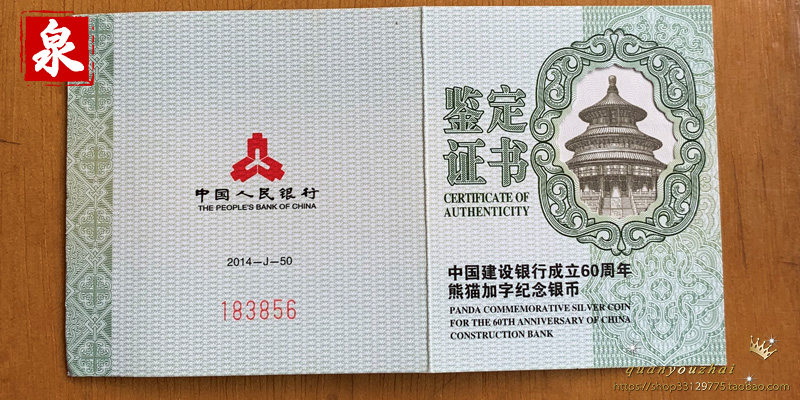 泉
中国人民银行
THE PEOPLE'S BANK OF CHINA
2014-J-50
183856
鉴定
证书
CERTIFICATE OF
AUTHENTICITY
中国建设银行成立60周年
熊猫加字纪念银币
PANDA COMMEMORATIVE SILVER COIN
FOR THE 60TH ANNIVERSARY OF CHINA
CONSTRUCTION BANK
quanyouzhai
https://shop33129775.taobao.com